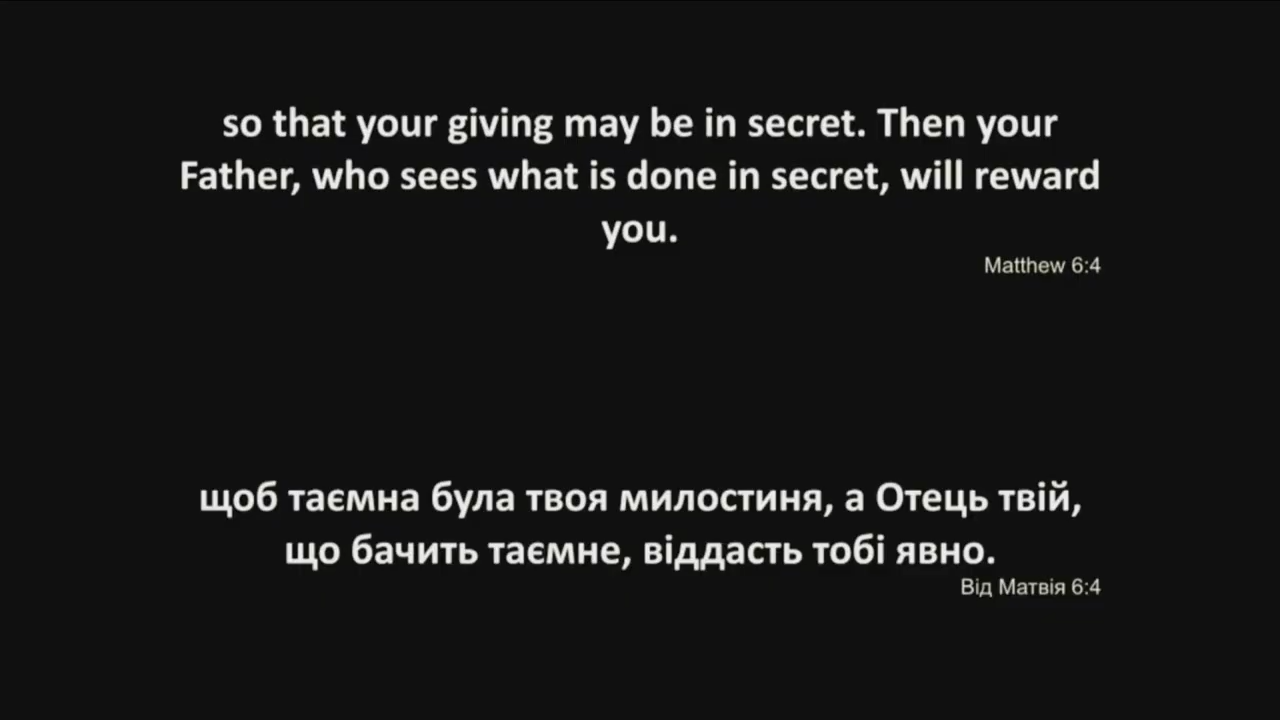 so that your giving may be in secret. Then your
Father, who sees what is done in secret, will reward
you.
Matthew 6:4
щоб таємна була твоя милостиня, а Отець твій,
що бачить таємне, віддасть тобі явно.
Від Матвія 6:4